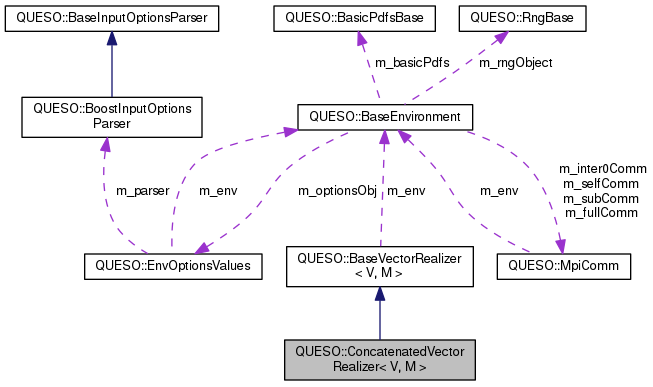 QUESO::BaseInputOptionsParser
QUESO::BasicPdfsBase
QUESO::RngBase
m_basicPdfs
m_rngObject
QUESO::BoostInputOptions
Parser
QUESO::BaseEnvironment
m_parser
m_env
m_optionsObj
m_env
m_env
m_inter0Comm
m_selfComm
m_subComm
m_fullComm
QUESO::EnvOptionsValues
QUESO::BaseVectorRealizer
< V, M >
QUESO::MpiComm
QUESO::ConcatenatedVector
Realizer< V, M >